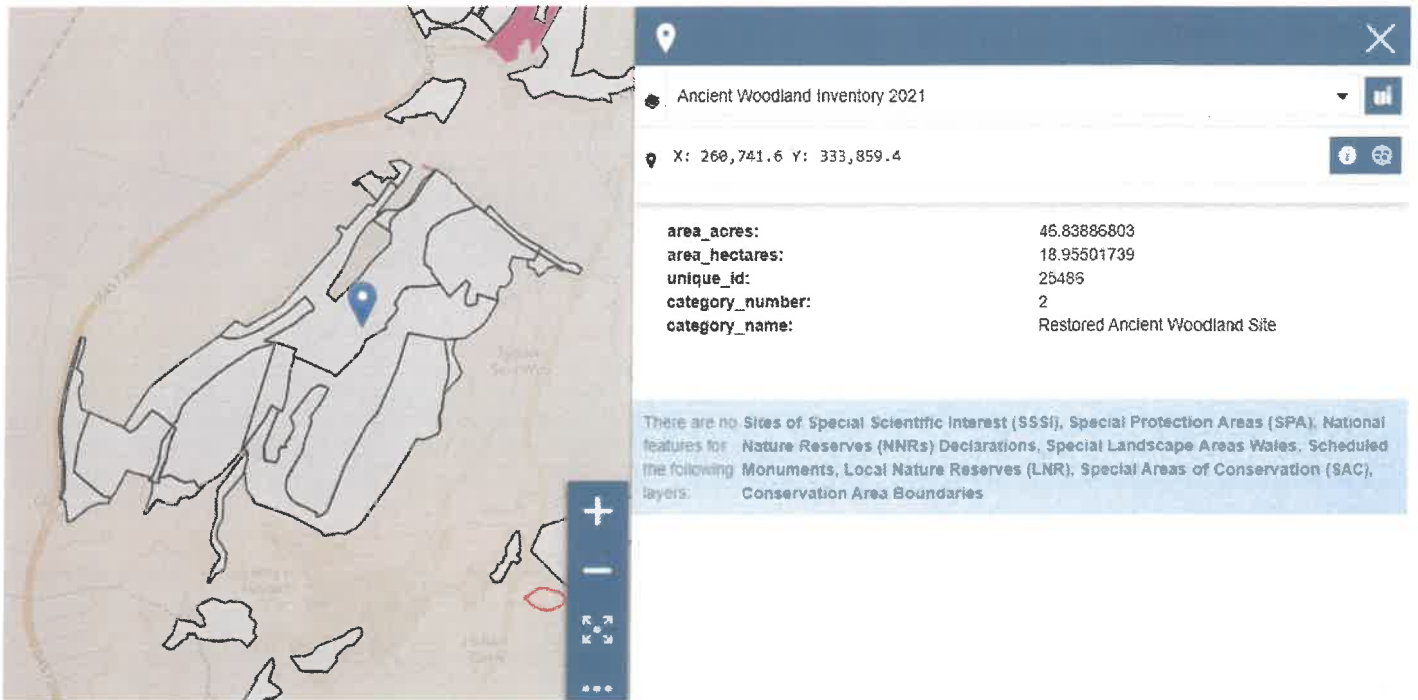 Ancient Woodland Inventory 2021
X: 260,741.6 Y: 333,859.4
area_acres: 46.83886803
area_hectares: 18.95501739
unique_id: 25486
category_number: 2
category_name: Restored Ancient Woodland Site
There are no Sites of Special Scientific Interest (SSSI), Special Protection Areas (SPA), National
features for Nature Reserves (NNRs) Declarations, Special Landscape Areas Wales, Scheduled
the following Monuments, Local Nature Reserves (LNR), Special Areas of Conservation (SAC),
layers: Conservation Area Boundaries